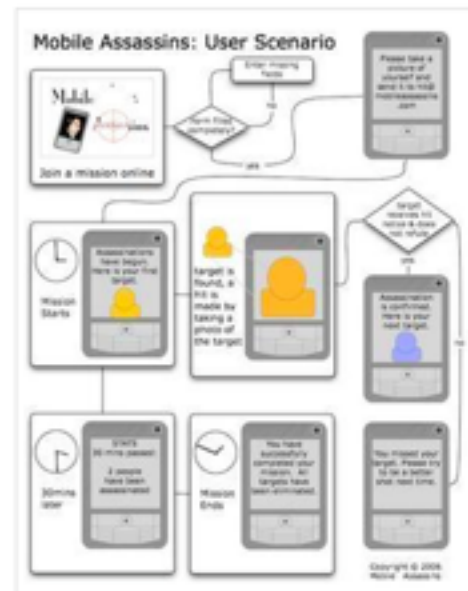 Mobile Assassins: User Scenario
Enter missing
fields
Please take a
picture of
yourself and
send it to hit@
mobileassassins
.com
Mobile
no
Form filled
completely?
yes
Join a mission online
target
receives hit
notice & does
not refute
Assassinations
have begun.
Here is your first
target.
Mission
Starts
target is
found, a
hit is
made by
taking a
photo of
the target
yes
Assassination
is confirmed.
Here is your
next target.
no
STATS
30 mins passed
2 people
have been
assassinated
30mins
later
You have
successfully
completed your
mission. All
targets have
been eliminated.
Mission
Ends
You missed your
target. Please try
to be a better
shot next time.
Copyright © 2006
Mobile Assassins